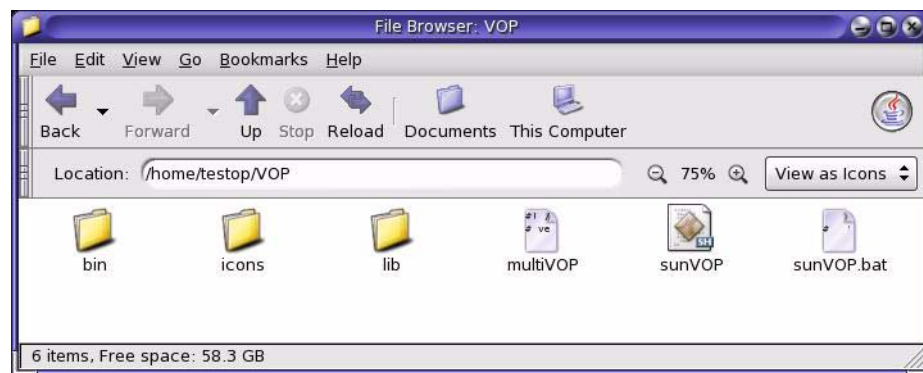 File Browser: VOP
File Edit View Go Bookmarks Help
Back Forward Up Stop Reload Documents This Computer
Location: /home/testop/VOP 75% View as Icons
#! 
# ve
SH
#
bin icons lib multiVOP sunVOP sunVOP.bat
6 items, Free space: 58.3 GB